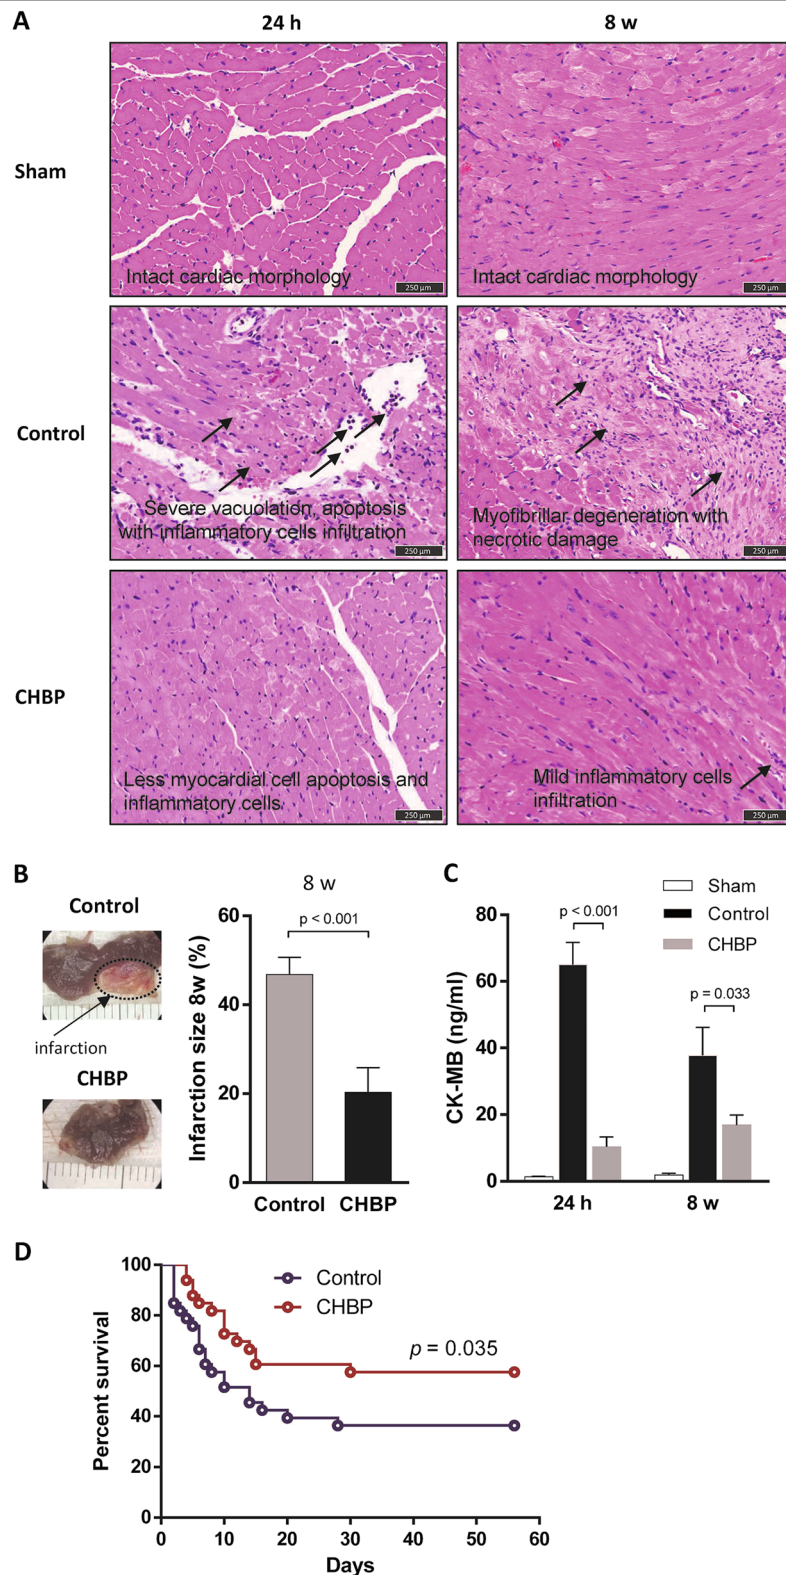 A
24 h
8 w
Sham
Intact cardiac morphology
250 µm
Intact cardiac morphology
250 µm
Control
Severe vacuolation, apoptosis
with inflammatory cells infiltration
250 µm
Myofibrillar degeneration with
necrotic damage
250 µm
CHBP
Less myocardial cell apoptosis and
inflammatory cells
250 µm
Mild inflammatory cells
infiltration
250 µm
B
Control
infarction
CHBP
8 w
p < 0.001
Infarction size 8w (%)
60
40
20
0
Control
CHBP
C
Sham
Control
CHBP
p < 0.001
p = 0.033
CK-MB (ng/ml)
80
60
40
20
0
24 h
8 w
D
Control
CHBP
p = 0.035
Percent survival
100
80
60
40
20
0
0 10 20 30 40 50 60
Days